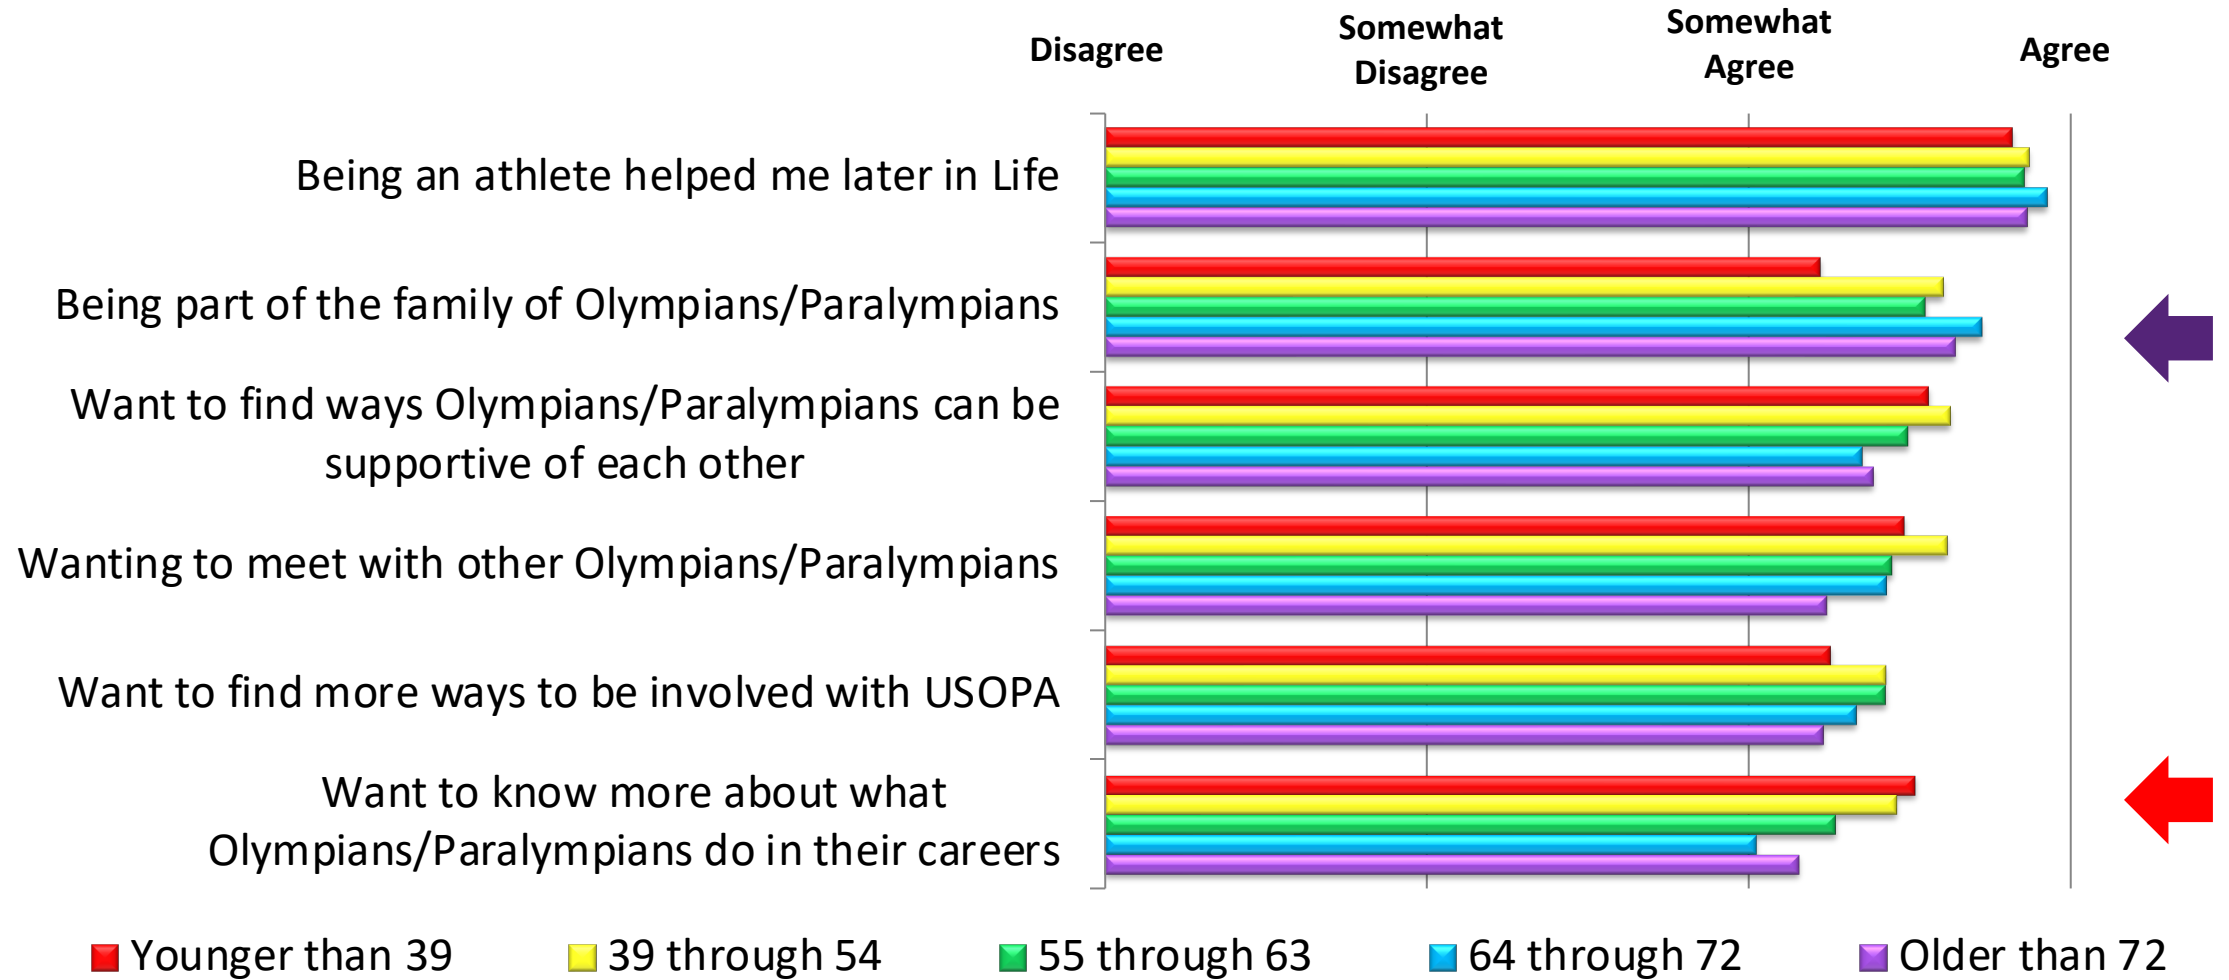 Disagree
Somewhat
Disagree
Somewhat
Agree
Agree
Being an athlete helped me later in Life
Being part of the family of Olympians/Paralympians
Want to find ways Olympians/Paralympians can be
supportive of each other
Wanting to meet with other Olympians/Paralympians
Want to find more ways to be involved with USOPA
Want to know more about what
Olympians/Paralympians do in their careers
Younger than 39
39 through 54
55 through 63
64 through 72
Older than 72